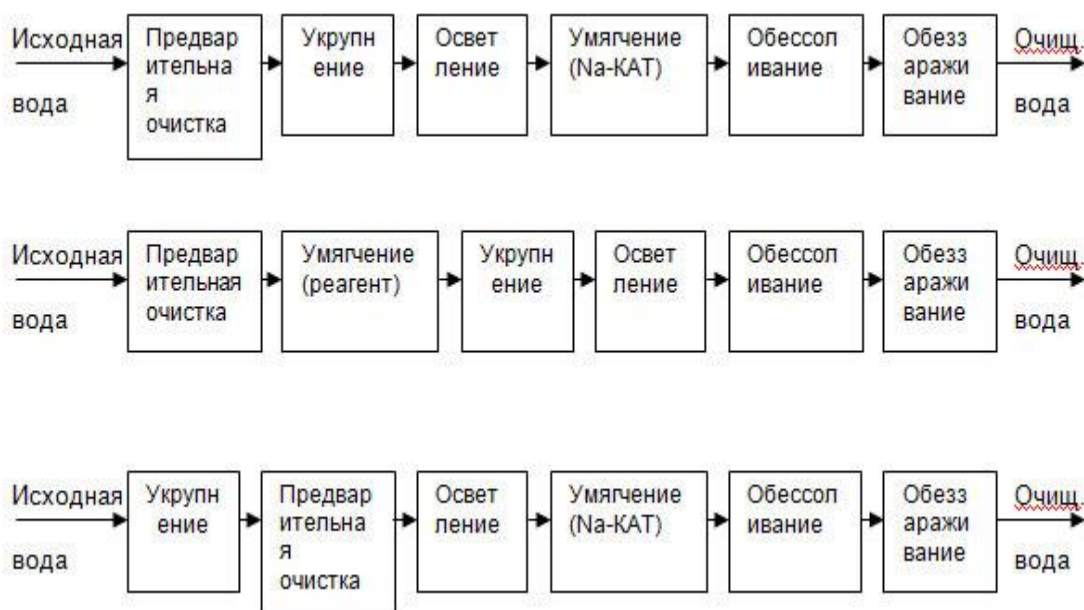 Исходная
вода
Предвар
ительна
я
очистка
Укрупн
ение
Освет
ление
Умягчение
(Na-КАТ)
Обессол
ивание
Обезз
аражи
вание
Очищ.
вода
Исходная
вода
Предвар
ительная
очистка
Умягчение
(реагент)
Укрупн
ение
Освет
ление
Обессол
ивание
Обезз
аражи
вание
Очищ.
вода
Исходная
вода
Укрупн
ение
Предвар
ительна
я
очистка
Освет
ление
Умягчение
(Na-КАТ)
Обессол
ивание
Обезз
аражи
вание
Очищ.
вода